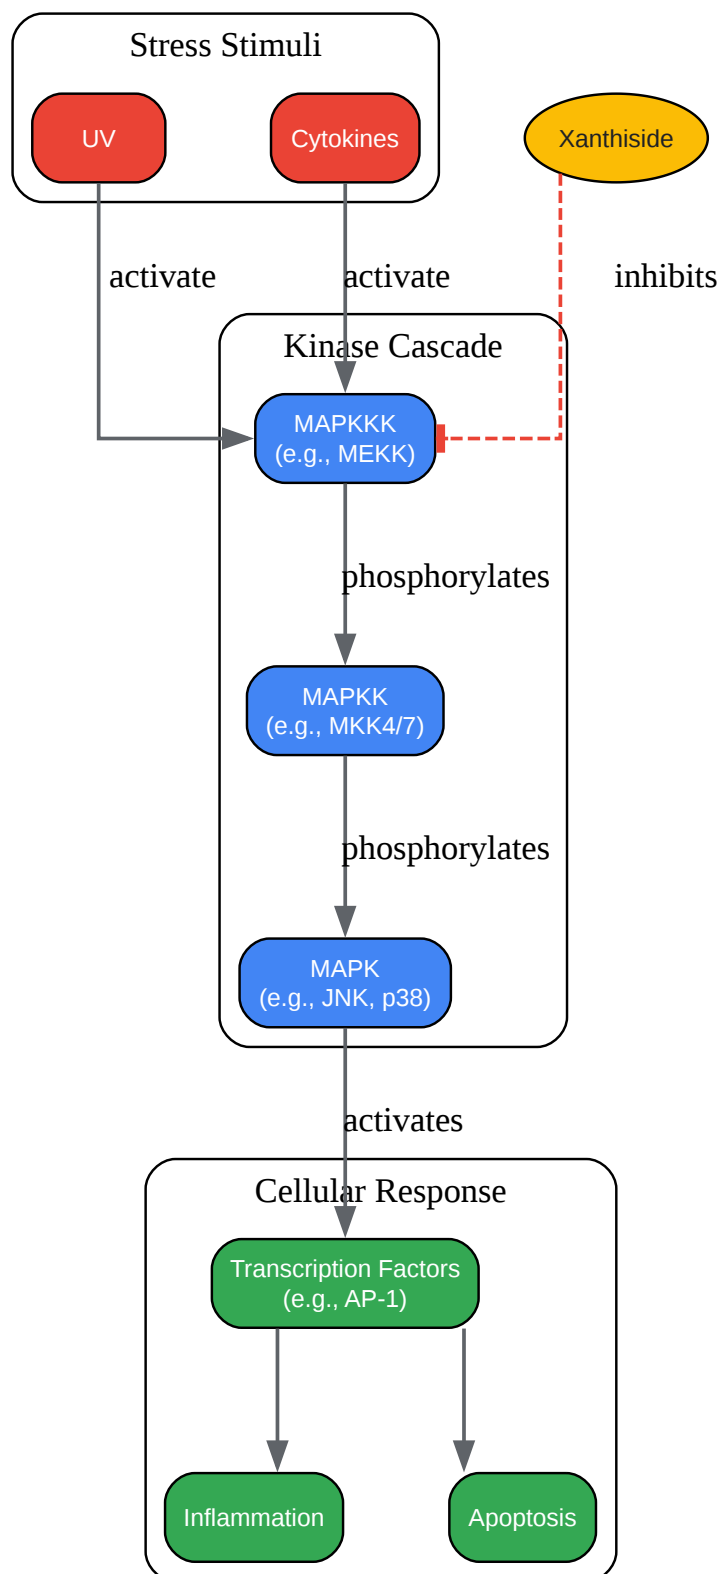 Stress Stimuli
UV
Cytokines
Xanthiside
activate
activate
inhibits
Kinase Cascade
MAPKKK
(e.g., MEKK)
phosphorylates
MAPKK
(e.g., MKK4/7)
phosphorylates
MAPK
(e.g., JNK, p38)
activates
Cellular Response
Transcription Factors
(e.g., AP-1)
Inflammation
Apoptosis